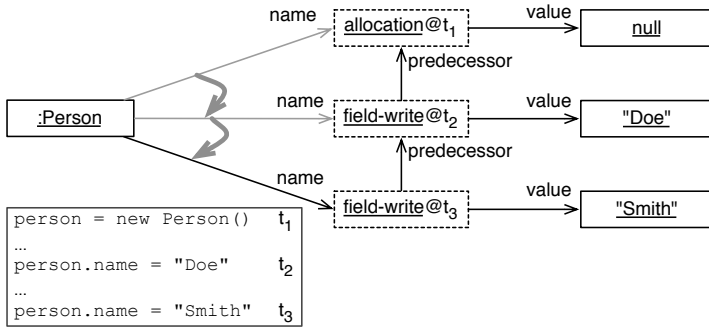 name
allocation@t1
value
null
predecessor
:Person
name
field-write@t2
value
"Doe"
predecessor
name
field-write@t3
value
"Smith"
person = new Person() t1
...
person.name = "Doe" t2
...
person.name = "Smith" t3